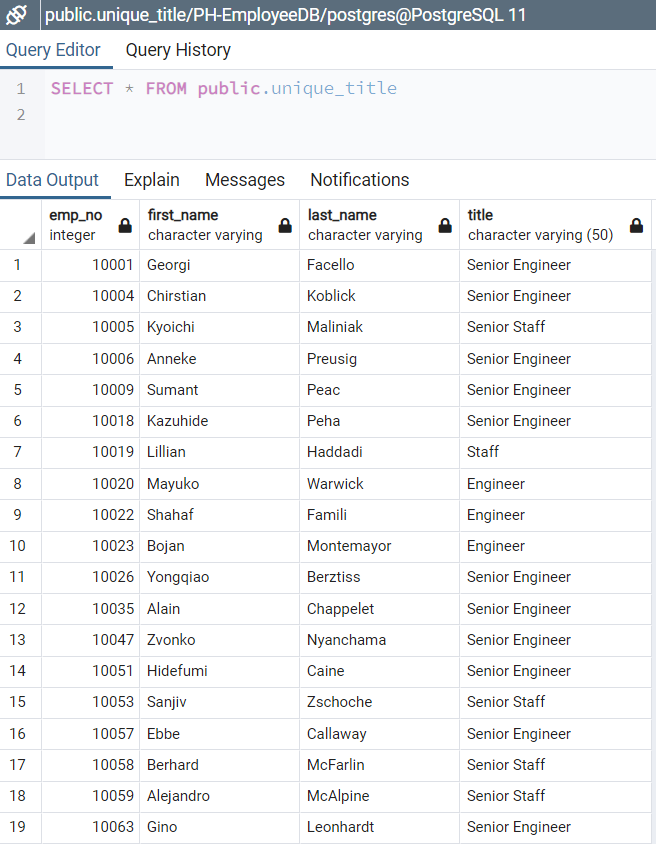 public.unique_title/PH-EmployeeDB/postgres@PostgreSQL 11
Query Editor Query History
1 SELECT * FROM public.unique_title
2
Data Output Explain Messages Notifications
emp_no first_name last_name title
integer character varying character varying character varying (50)
1 10001 Georgi Facello Senior Engineer
2 10004 Chirstian Koblick Senior Engineer
3 10005 Kyoichi Maliniak Senior Staff
4 10006 Anneke Preusig Senior Engineer
5 10009 Sumant Peac Senior Engineer
6 10018 Kazuhide Peha Senior Engineer
7 10019 Lillian Haddadi Staff
8 10020 Mayuko Warwick Engineer
9 10022 Shahaf Famili Engineer
10 10023 Bojan Montemayor Engineer
11 10026 Yongqiao Berztiss Senior Engineer
12 10035 Alain Chappelet Senior Engineer
13 10047 Zvonko Nyanchama Senior Engineer
14 10051 Hidefumi Caine Senior Engineer
15 10053 Sanjiv Zschoche Senior Staff
16 10057 Ebbe Callaway Senior Engineer
17 10058 Berhard McFarlin Senior Staff
18 10059 Alejandro McAlpine Senior Staff
19 10063 Gino Leonhardt Senior Engineer